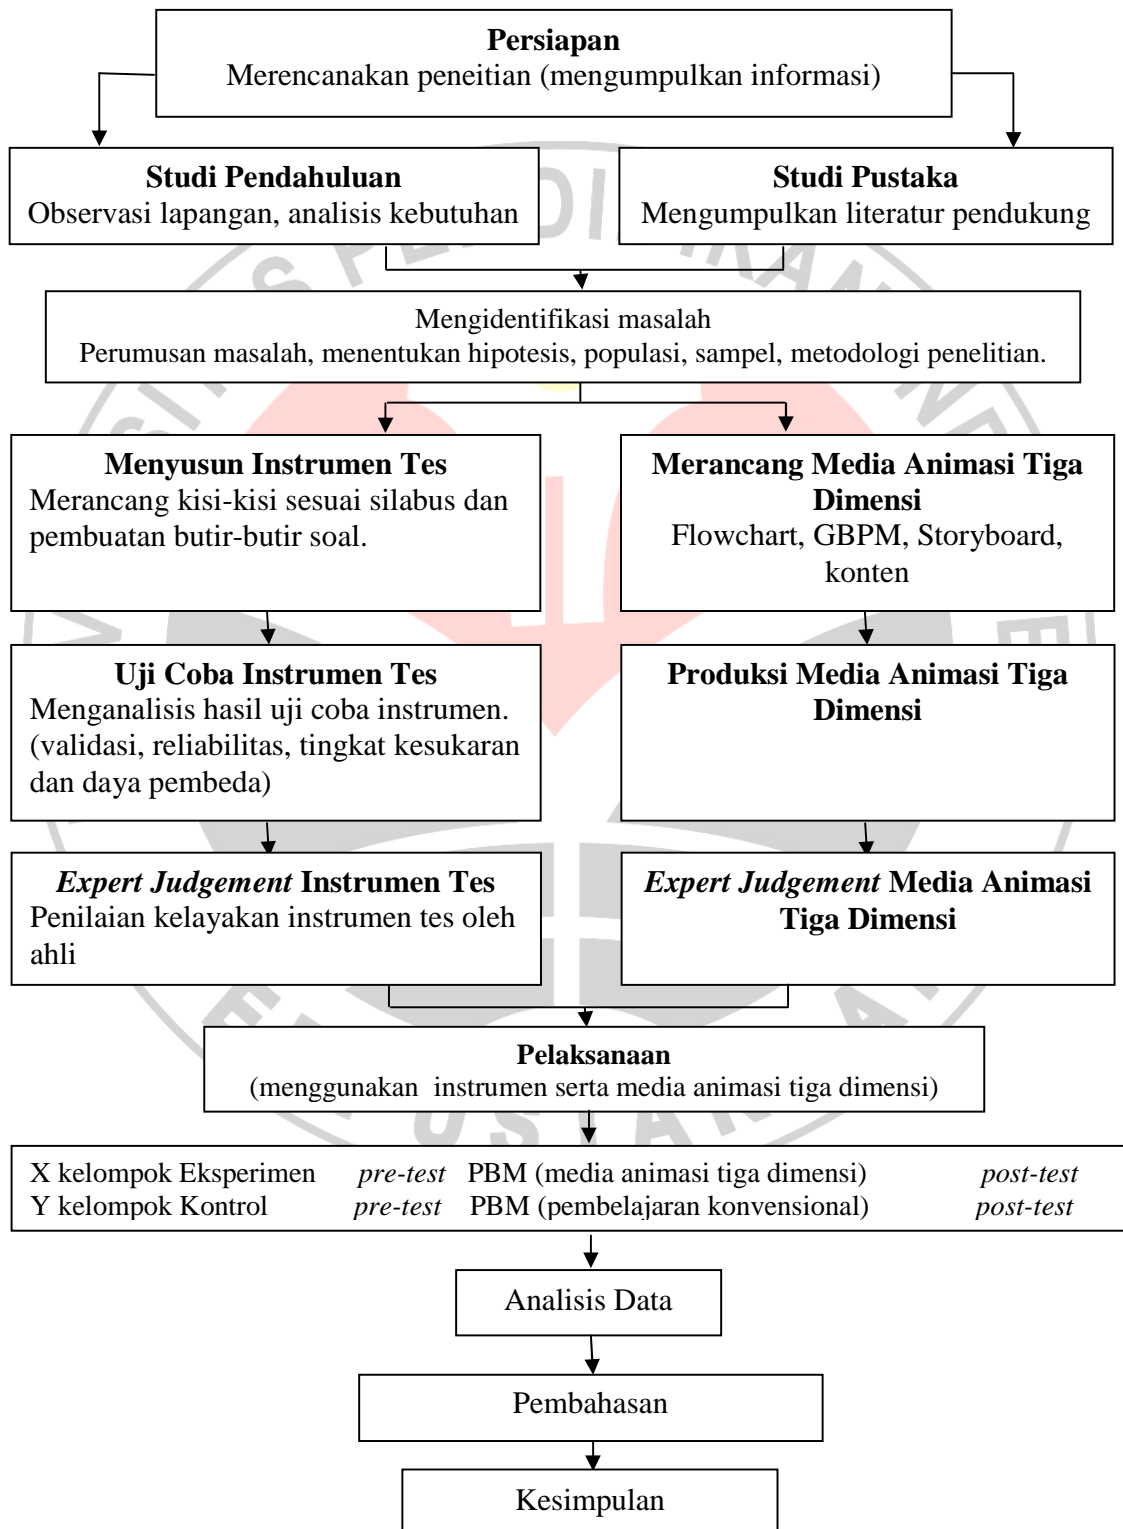 Persiapan
Merencanakan peneitian (mengumpulkan informasi)
Studi Pendahuluan
Observasi lapangan, analisis kebutuhan
Studi Pustaka
Mengumpulkan literatur pendukung
Mengidentifikasi masalah
Perumusan masalah, menentukan hipotesis, populasi, sampel, metodologi penelitian.
Menyusun Instrumen Tes
Merancang kisi-kisi sesuai silabus dan
pembuatan butir-butir soal.
Merancang Media Animasi Tiga
Dimensi
Flowchart, GBPM, Storyboard,
konten
Uji Coba Instrumen Tes
Menganalisis hasil uji coba instrumen.
(validasi, reliabilitas, tingkat kesukaran
dan daya pembeda)
Produksi Media Animasi Tiga
Dimensi
Expert Judgement Instrumen Tes
Penilaian kelayakan instrumen tes oleh
ahli
Expert Judgement Media Animasi
Tiga Dimensi
Pelaksanaan
(menggunakan instrumen serta media animasi tiga dimensi)
X kelompok Eksperimen pre-test PBM (media animasi tiga dimensi) post-test
Y kelompok Kontrol pre-test PBM (pembelajaran konvensional) post-test
Analisis Data
Pembahasan
Kesimpulan